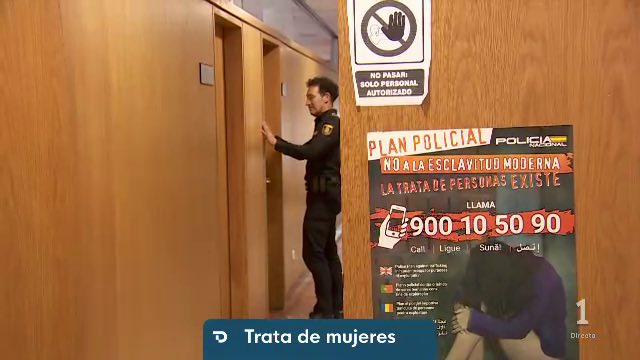 NO PASAR:
SOLO PERSONAL
AUTORIZADO
PLAN POLICIAL
POLICIA
NACIONAL
NO A LA ESCLAVITUD MODERNA
LA TRATA DE PERSONAS EXISTE
LLAMA
900 10 50 90
Call Ligue Sună! إتصل
1
Directo
Trata de mujeres